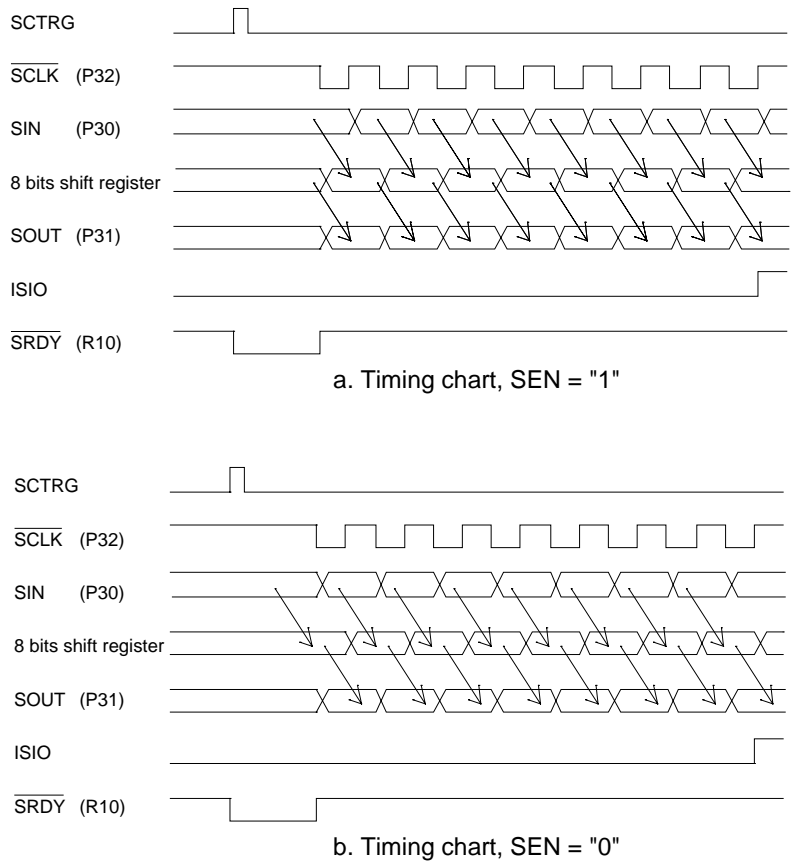 SCTRG
SCLK (P32)
SIN (P30)
8 bits shift register
SOUT (P31)
ISIO
SRDY (R10)
a. Timing chart, SEN = "1"
SCTRG
SCLK (P32)
SIN (P30)
8 bits shift register
SOUT (P31)
ISIO
SRDY (R10)
b. Timing chart, SEN = "0"